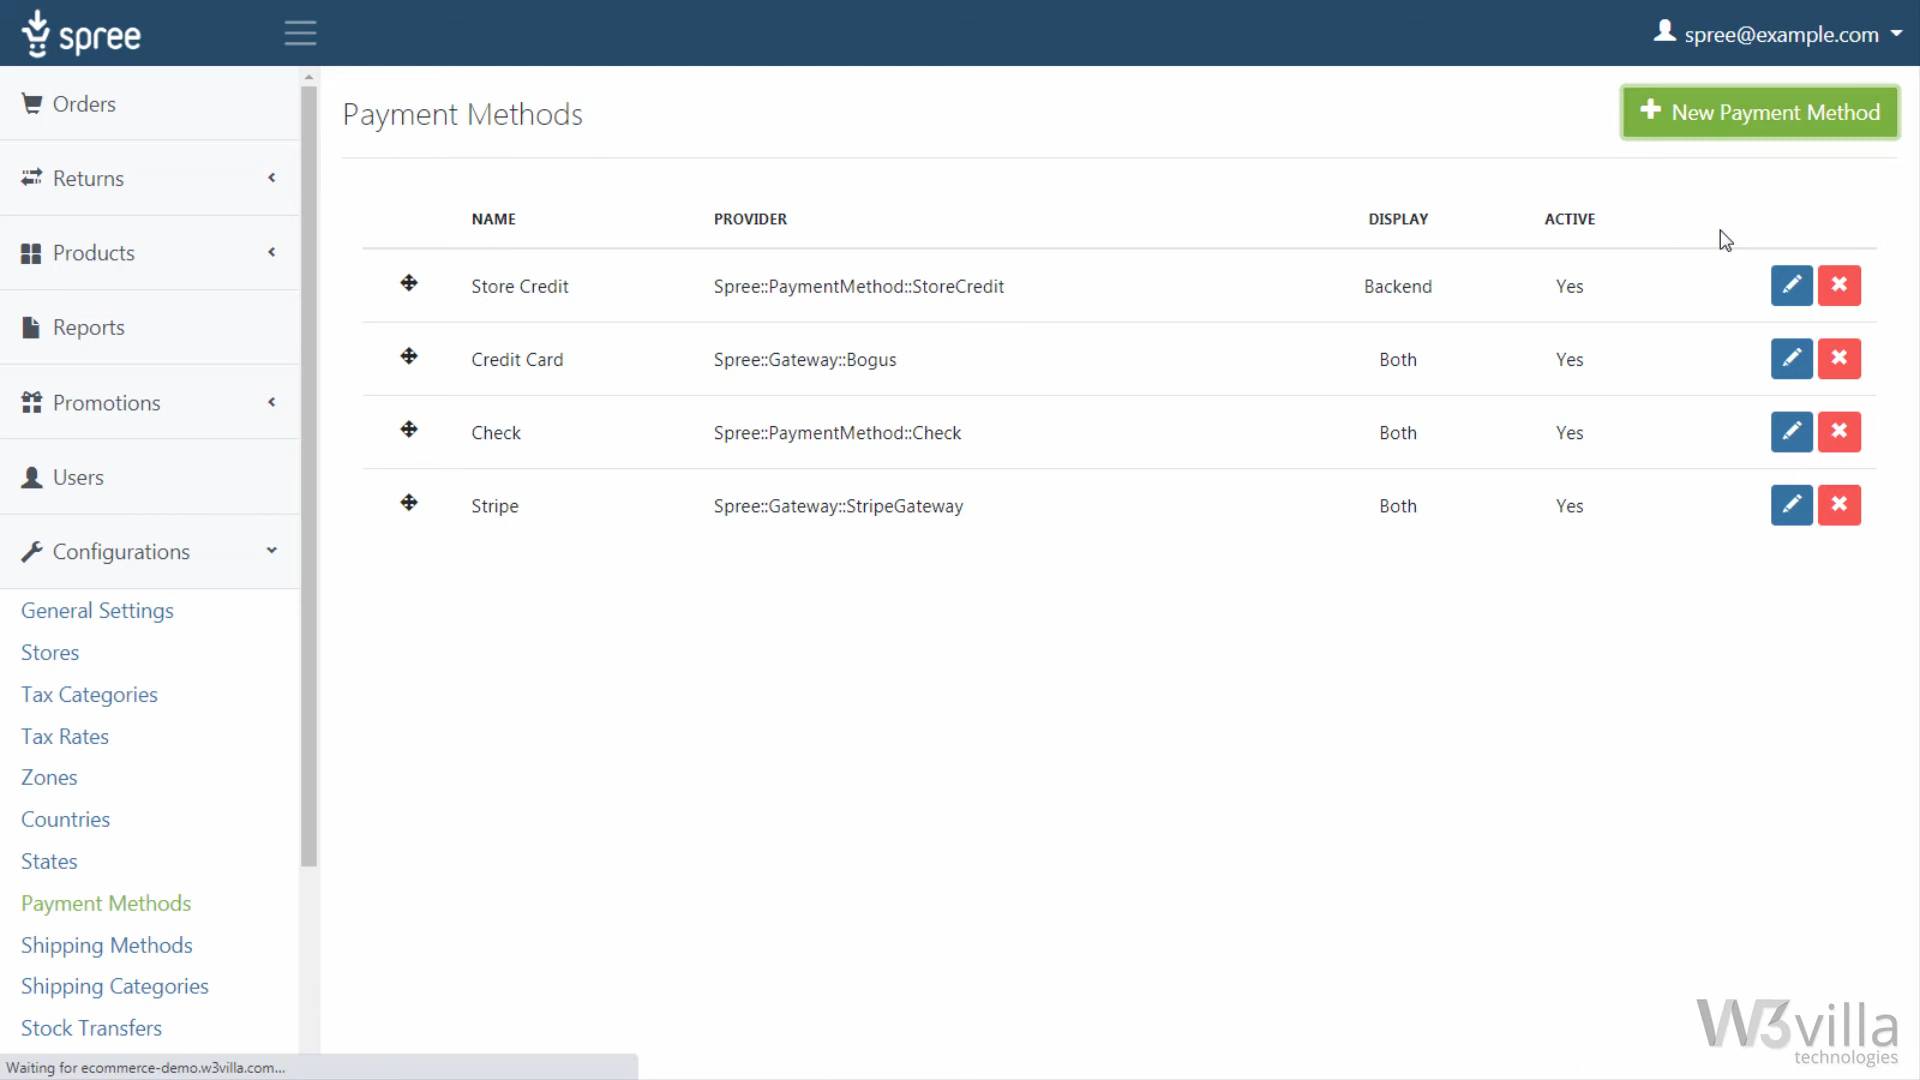 spree
spree@example.com
Orders
Returns
Products
Reports
Promotions
Users
Configurations
General Settings
Stores
Tax Categories
Tax Rates
Zones
Countries
States
Payment Methods
Shipping Methods
Shipping Categories
Stock Transfers
Waiting for ecommerce-demo.w3villa.com...
Payment Methods
New Payment Method
NAME PROVIDER DISPLAY ACTIVE
Store Credit Spree::PaymentMethod::StoreCredit Backend Yes
Credit Card Spree::Gateway::Bogus Both Yes
Check Spree::PaymentMethod::Check Both Yes
Stripe Spree::Gateway::StripeGateway Both Yes
W3villa
technologies